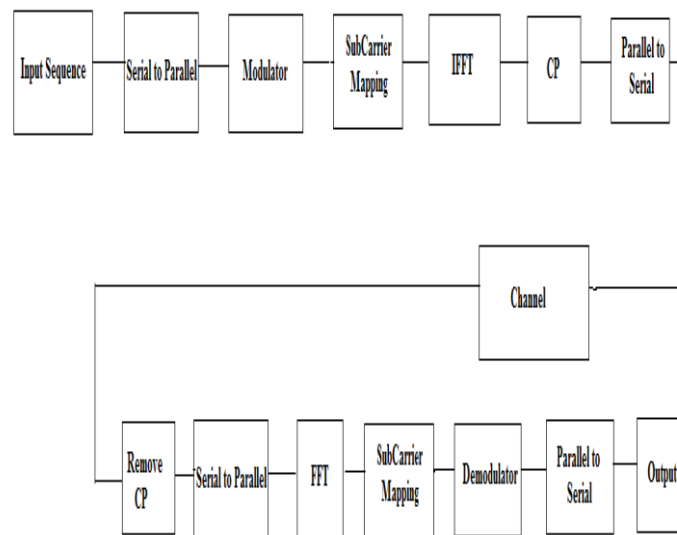 Input Sequence
Serial to Parallel
Modulator
SubCarrier
Mapping
IFFT
CP
Parallel to
Serial
Channel
Remove
CP
Serial to Parallel
FFT
SubCarrier
Mapping
Demodulator
Parallel to
Serial
Output